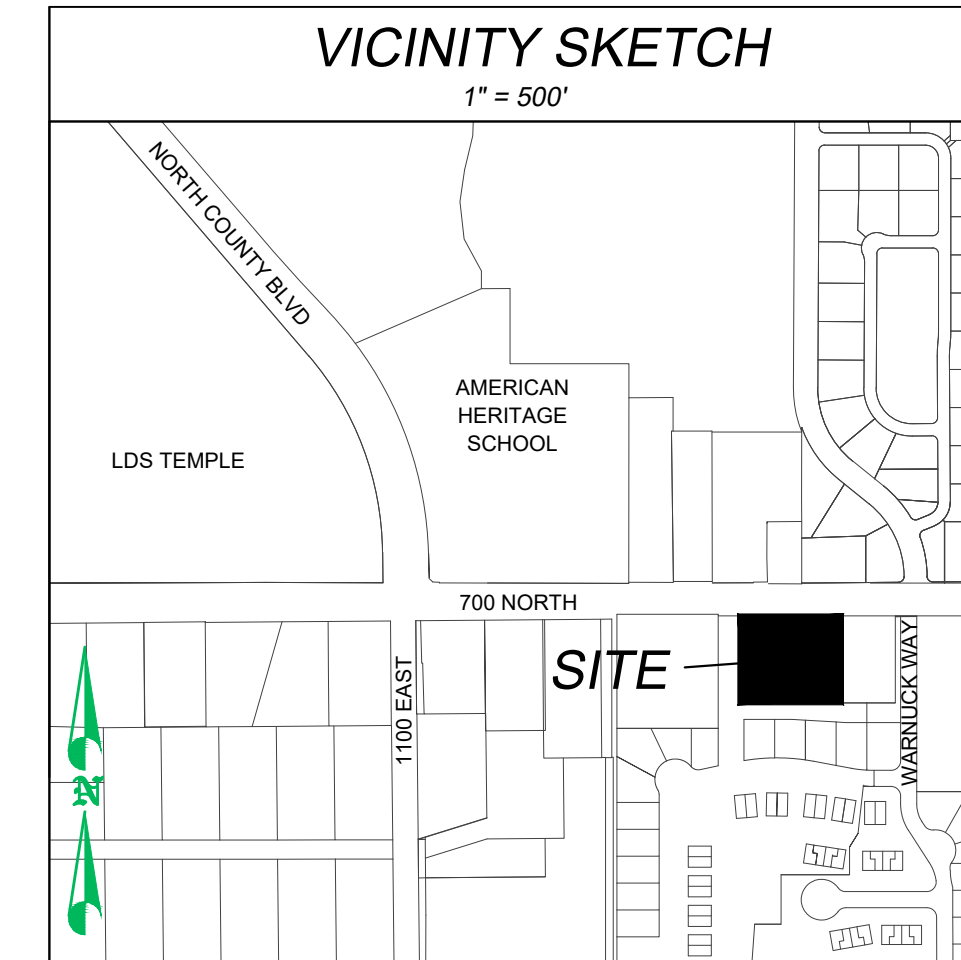 VICINITY SKETCH
1" = 500'
NORTH COUNTY BLVD
AMERICAN
HERITAGE
SCHOOL
LDS TEMPLE
700 NORTH
SITE
1100 EAST
WARNUCK WAY
N